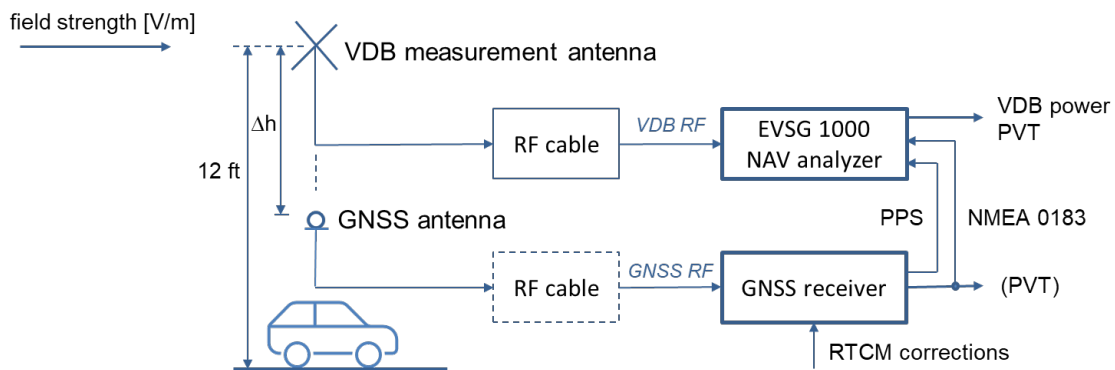 field strength [V/m]
VDB measurement antenna
Δh
12 ft
RF cable
VDB RF
EVSG 1000
NAV analyzer
VDB power
PVT
GNSS antenna
PPS
NMEA 0183
RF cable
GNSS RF
GNSS receiver
(PVT)
RTCM corrections